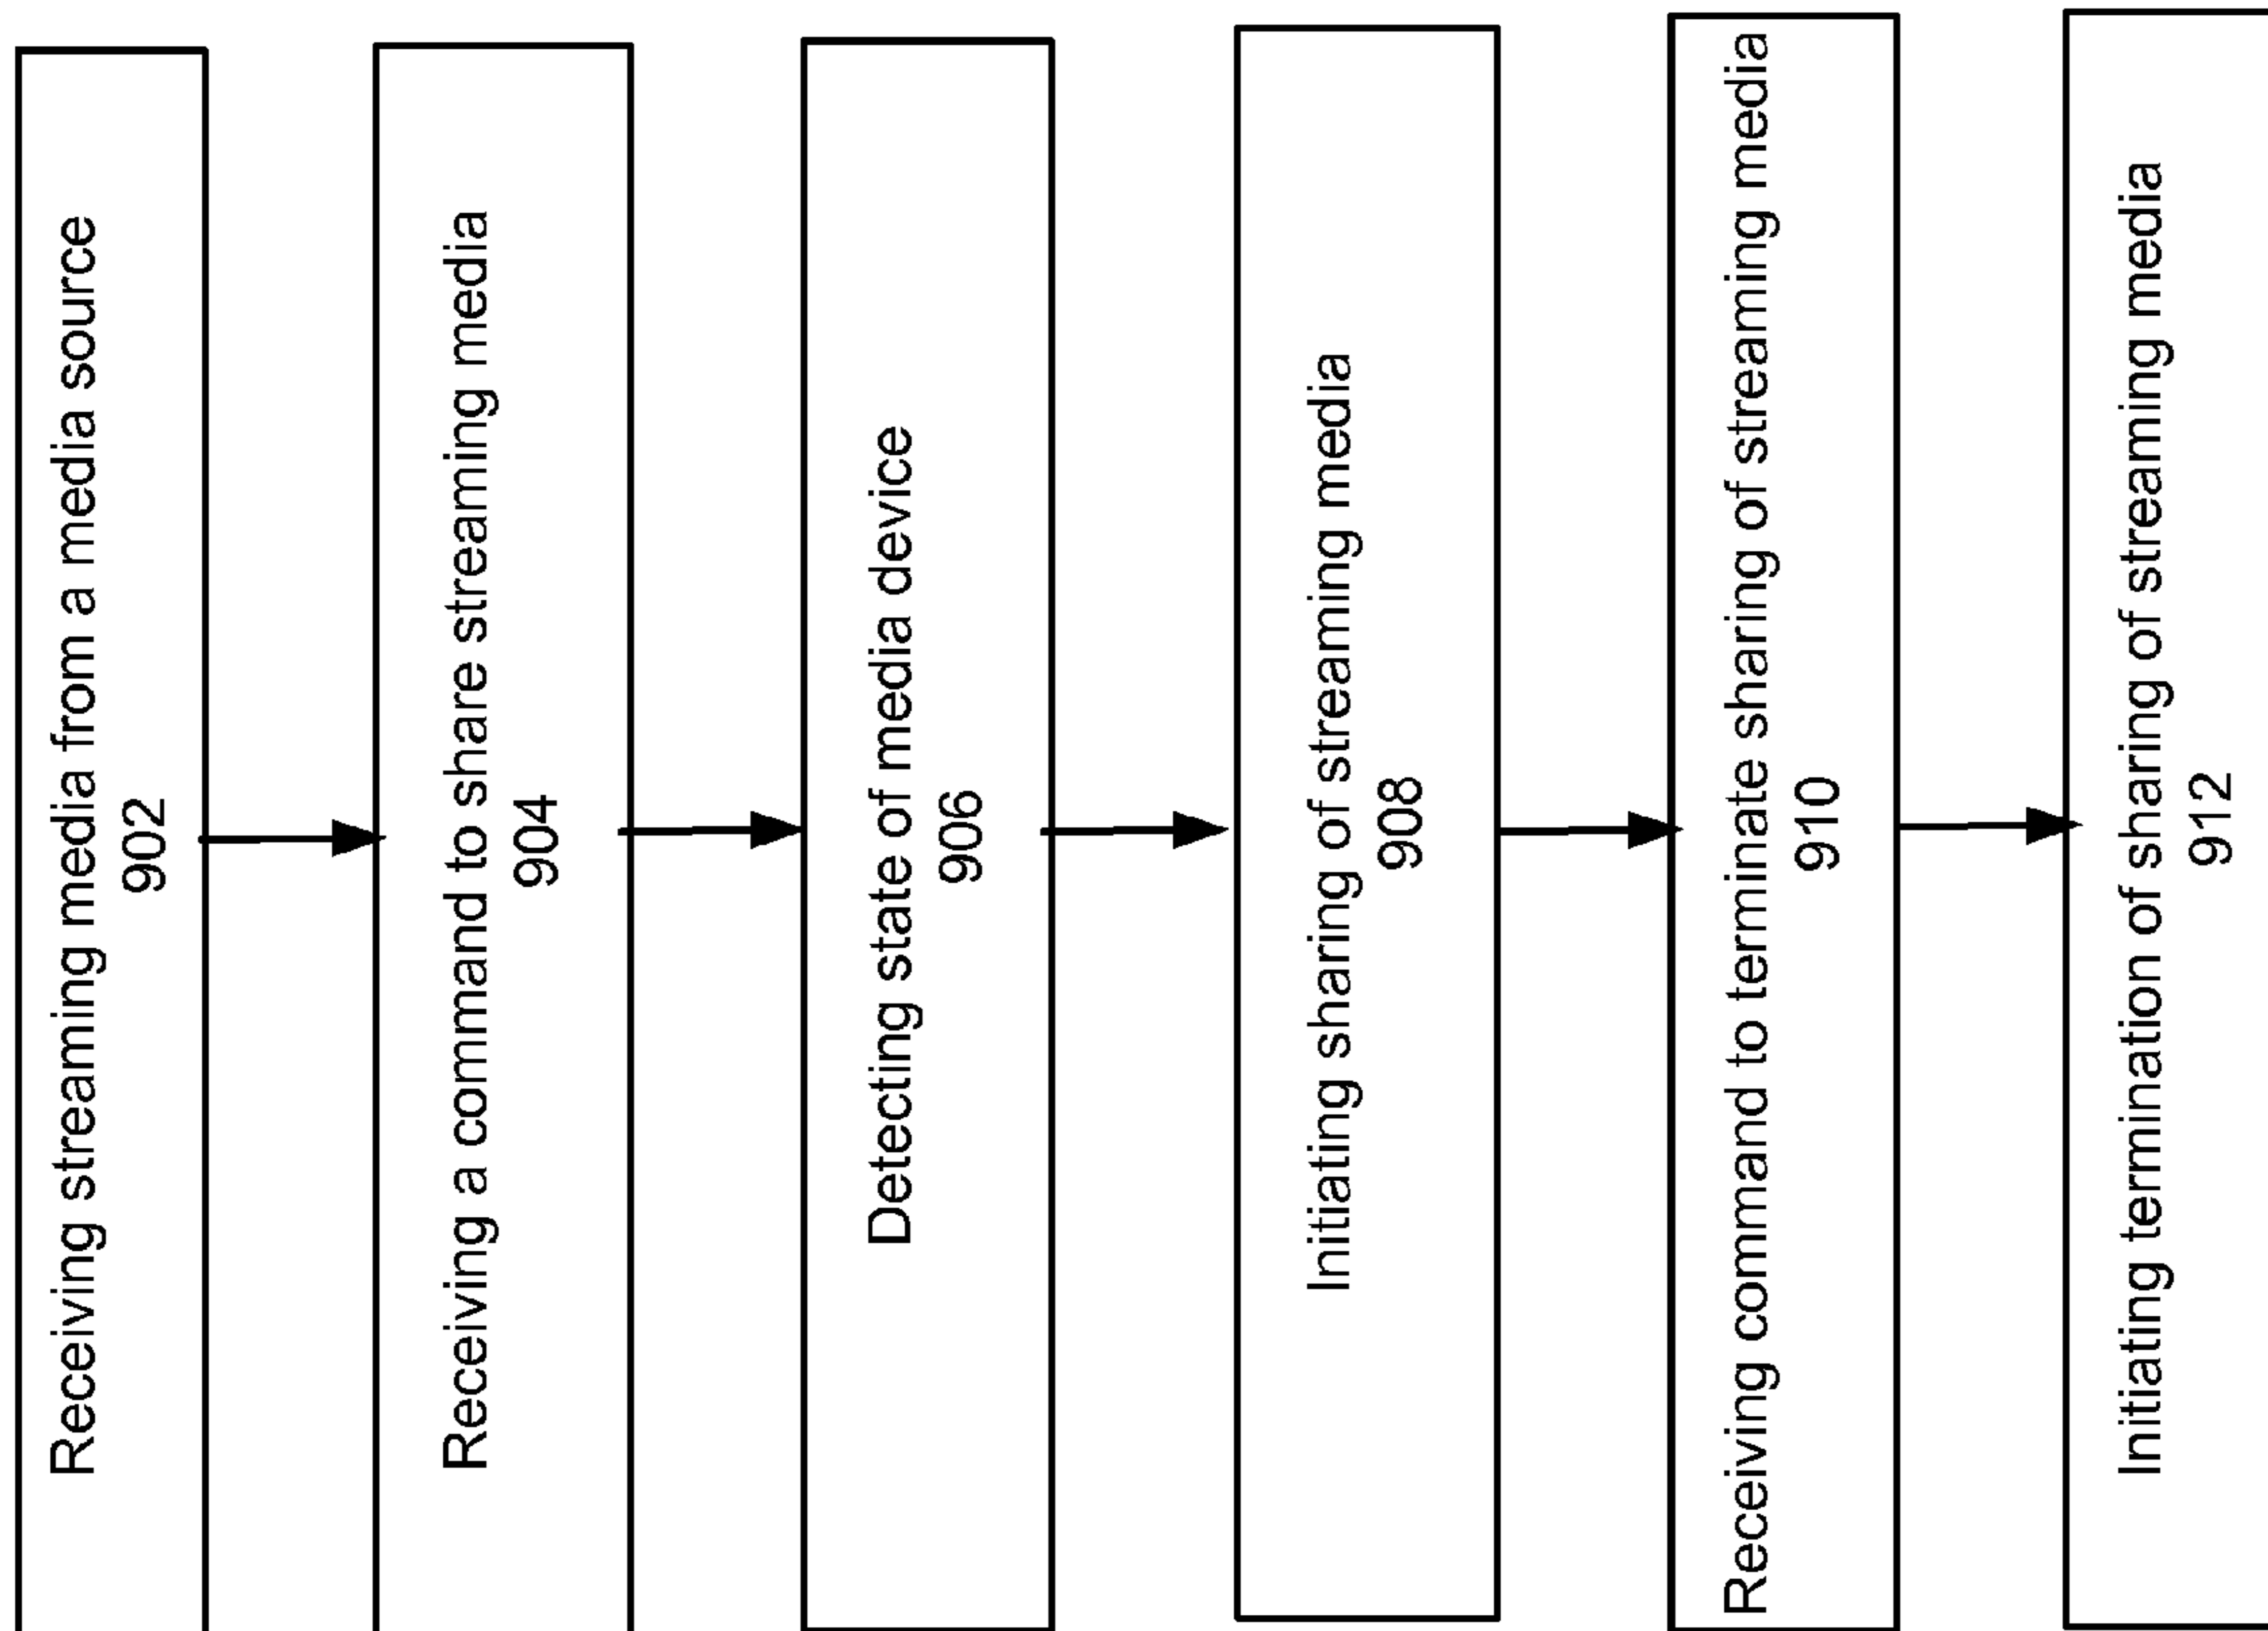 Receiving streaming media from a media source
902
Receiving a command to share streaming media
904
Detecting state of media device
906
Initiating sharing of streaming media
908
Receiving command to terminate sharing of streaming media
910
Initiating termination of sharing of streaming media
912